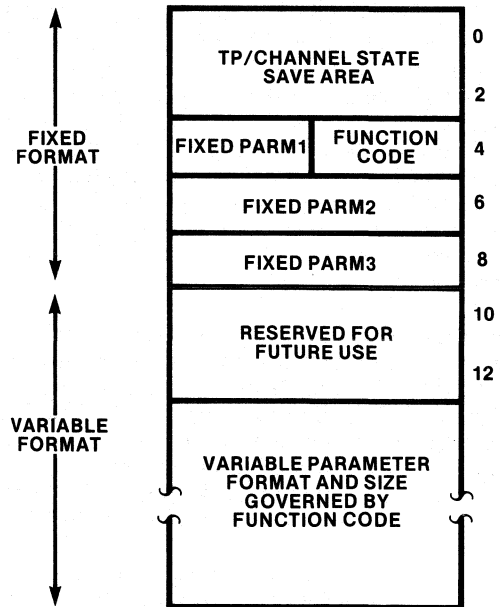 0
TP/CHANNEL STATE
SAVE AREA
2
FIXED
FORMAT
FIXED PARM1
FUNCTION
CODE
4
FIXED PARM2
6
FIXED PARM3
8
10
RESERVED FOR
FUTURE USE
12
VARIABLE
FORMAT
VARIABLE PARAMETER
FORMAT AND SIZE
GOVERNED BY
FUNCTION CODE